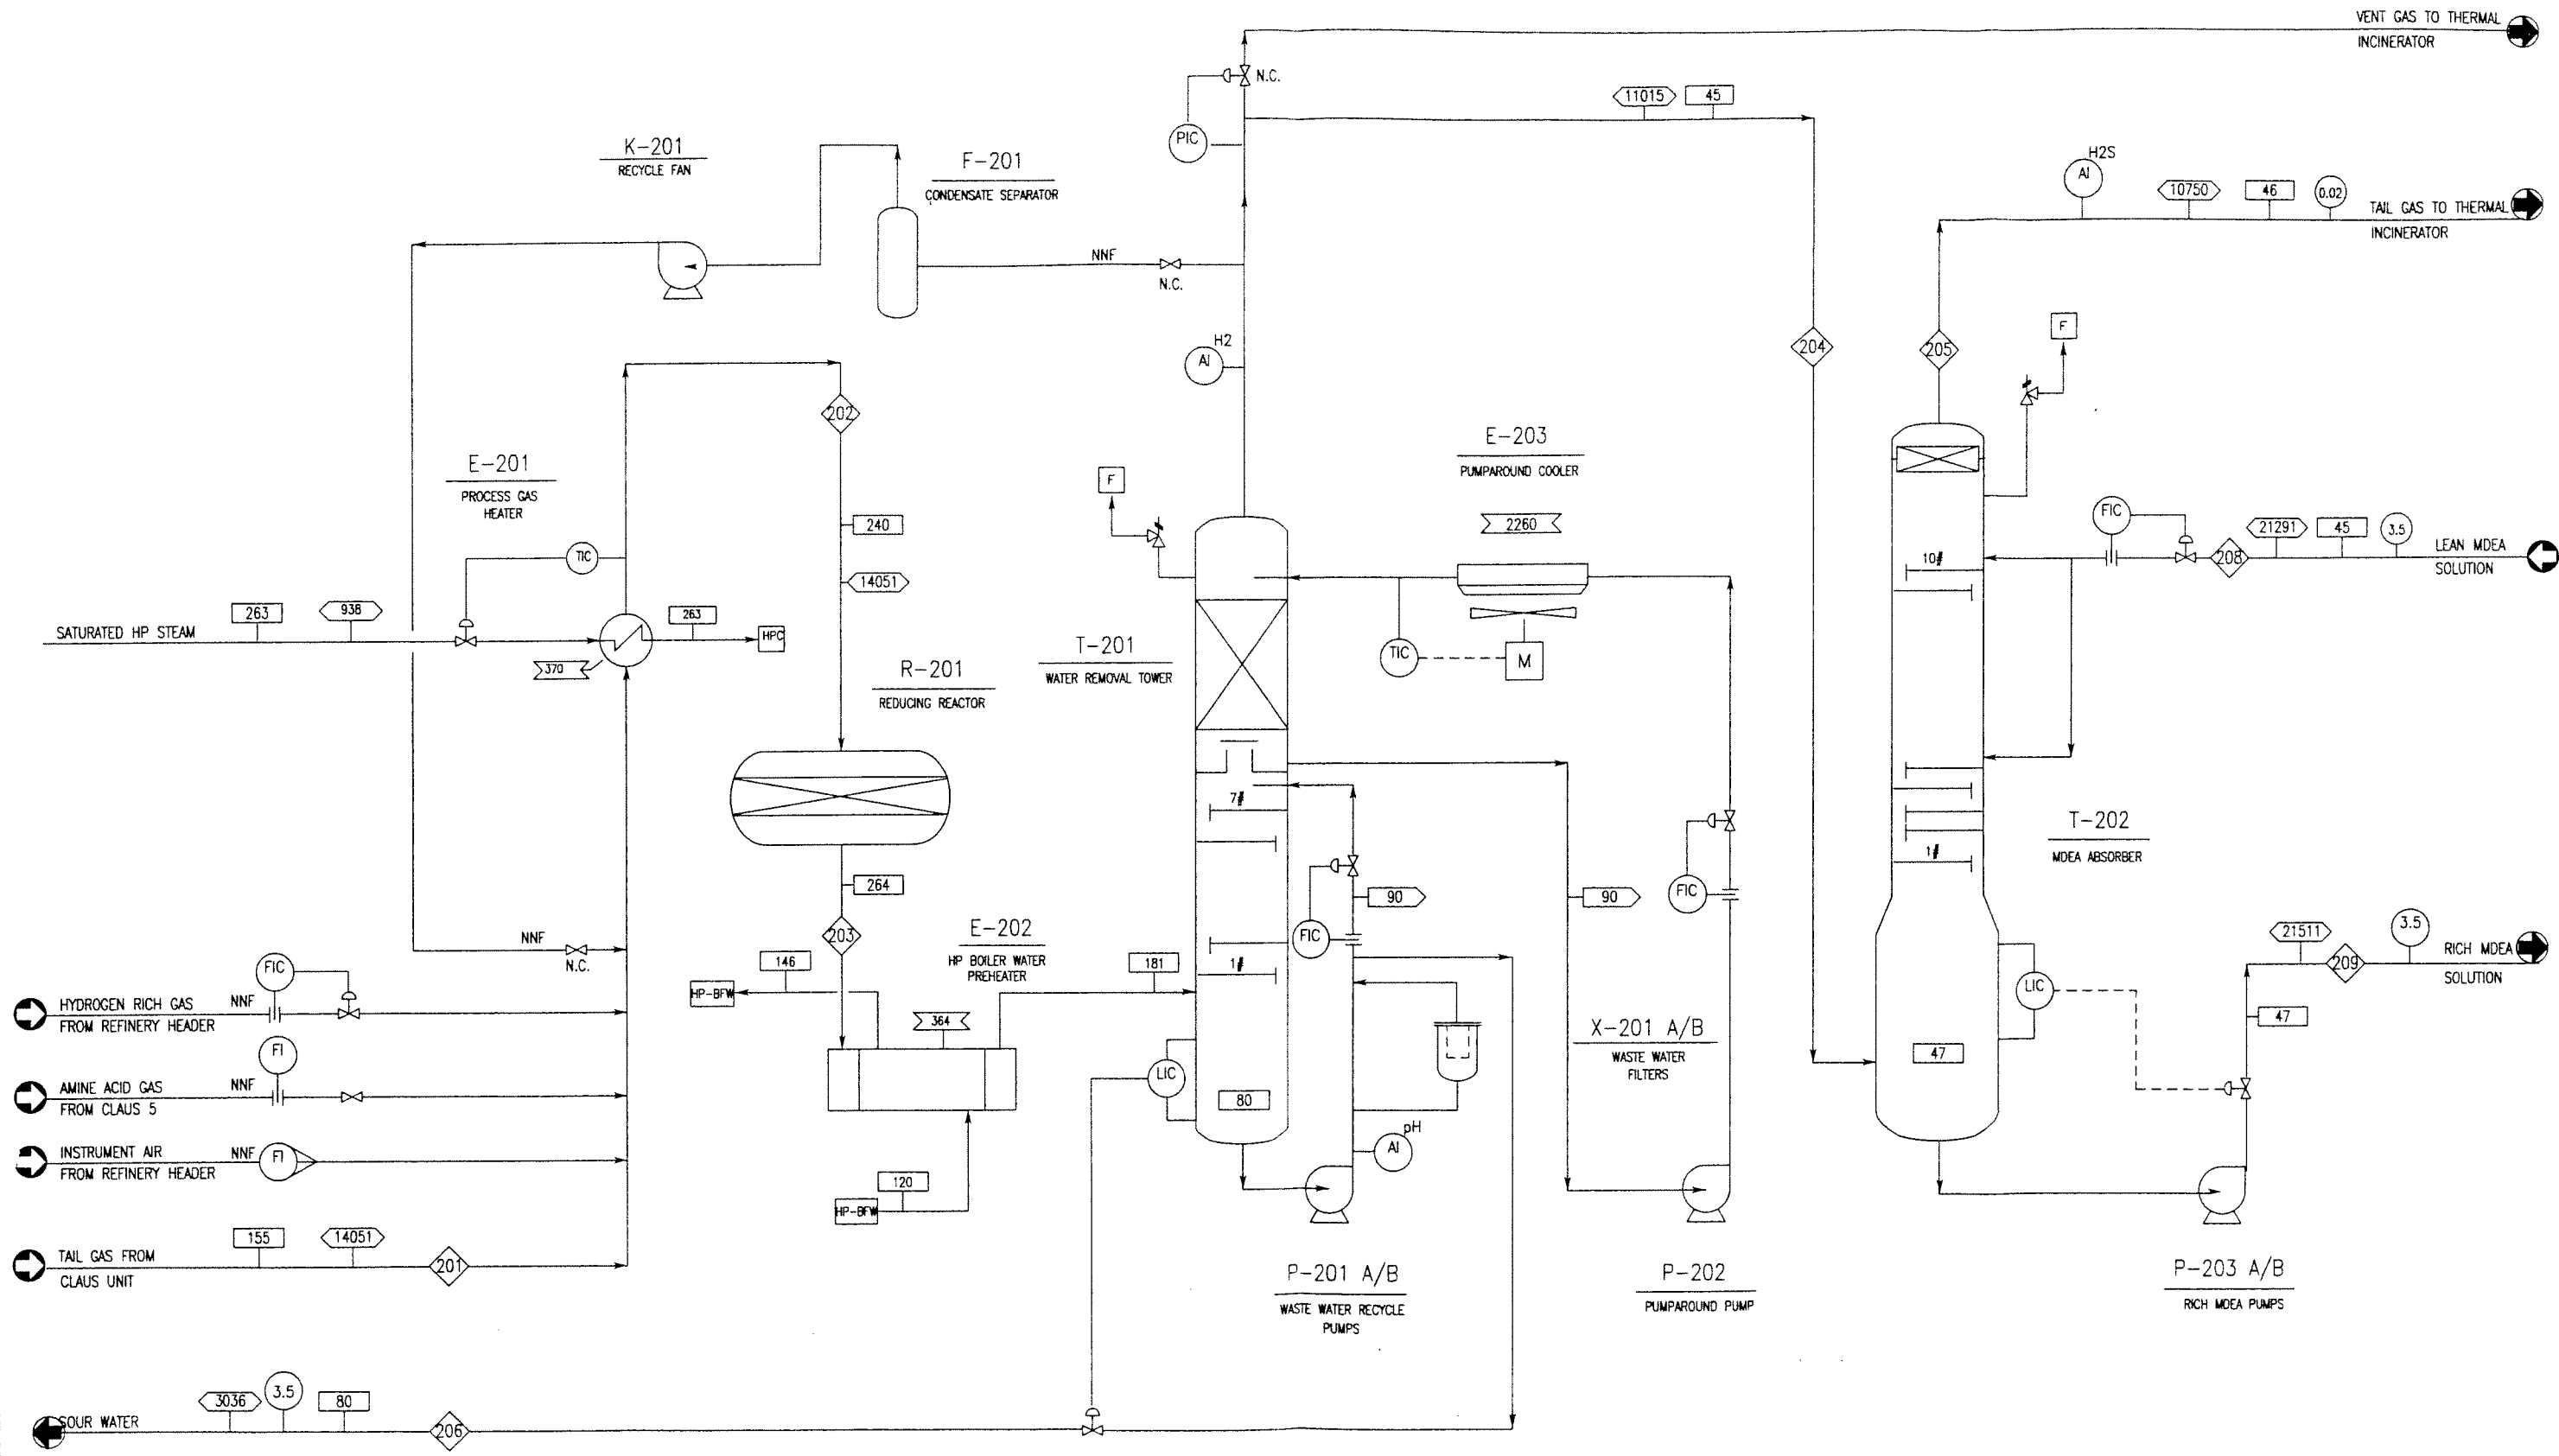 VENT GAS TO THERMAL
INCINERATOR
N.C.
11015
45
PIC
K-201
RECYCLE FAN
F-201
CONDENSATE SEPARATOR
H2S
AI
10750
46
0.02
TAIL GAS TO THERMAL
INCINERATOR
NNF
N.C.
H2
AI
204
205
F
202
E-201
PROCESS GAS
HEATER
E-203
PUMPAROUND COOLER
F
240
2260
FIC
21291
45
3.5
LEAN MDEA
SOLUTION
208
10#
TIC
14051
263
938
263
SATURATED HP STEAM
HPC
370
T-201
WATER REMOVAL TOWER
TIC
M
R-201
REDUCING REACTOR
7#
T-202
MDEA ABSORBER
1#
264
90
90
FIC
FIC
203
E-202
HP BOILER WATER
PREHEATER
NNF
N.C.
146
181
1#
HP-BFW
21511
3.5
209
RICH MDEA
SOLUTION
FIC
HYDROGEN RICH GAS
NNF
FROM REFINERY HEADER
364
LIC
47
X-201 A/B
WASTE WATER
FILTERS
FI
AMINE ACID GAS
NNF
FROM CLAUS 5
LIC
80
47
pH
AI
INSTRUMENT AIR
NNF
FI
FROM REFINERY HEADER
120
HP-BFW
155
14051
TAIL GAS FROM
CLAUS UNIT
201
P-201 A/B
WASTE WATER RECYCLE
PUMPS
P-202
PUMPAROUND PUMP
P-203 A/B
RICH MDEA PUMPS
3036
3.5
80
SOUR WATER
206